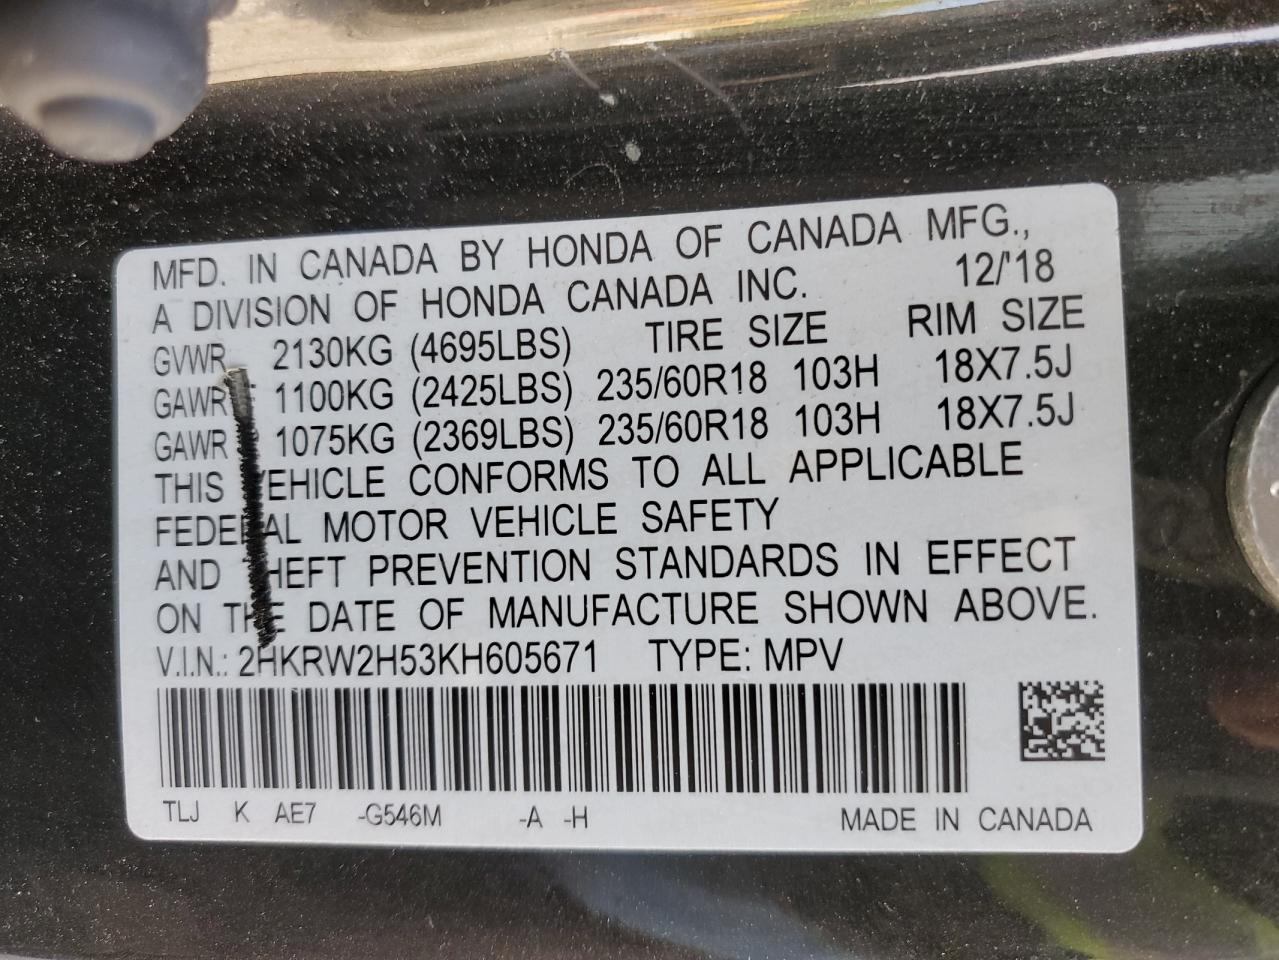 MFD. IN CANADA BY HONDA OF CANADA MFG.,
A DIVISION OF HONDA CANADA INC. 12/'18
GVWR 2130KG (4695LBS) TIRE SIZE RIM SIZE
GAWR F 1100KG (2425LBS) 235/60R18 103H 18X7.5J
GAWR 1075KG (2369LBS) 235/60R18 103H 18X7.5J
THIS VEHICLE CONFORMS TO ALL APPLICABLE
FEDERAL MOTOR VEHICLE SAFETY
AND THEFT PREVENTION STANDARDS IN EFFECT
ON THE DATE OF MANUFACTURE SHOWN ABOVE.
V.I.N.: 2HKRW2H53KH605671 TYPE: MPV
TLJ K AE7 -G546M -A -H MADE IN CANADA